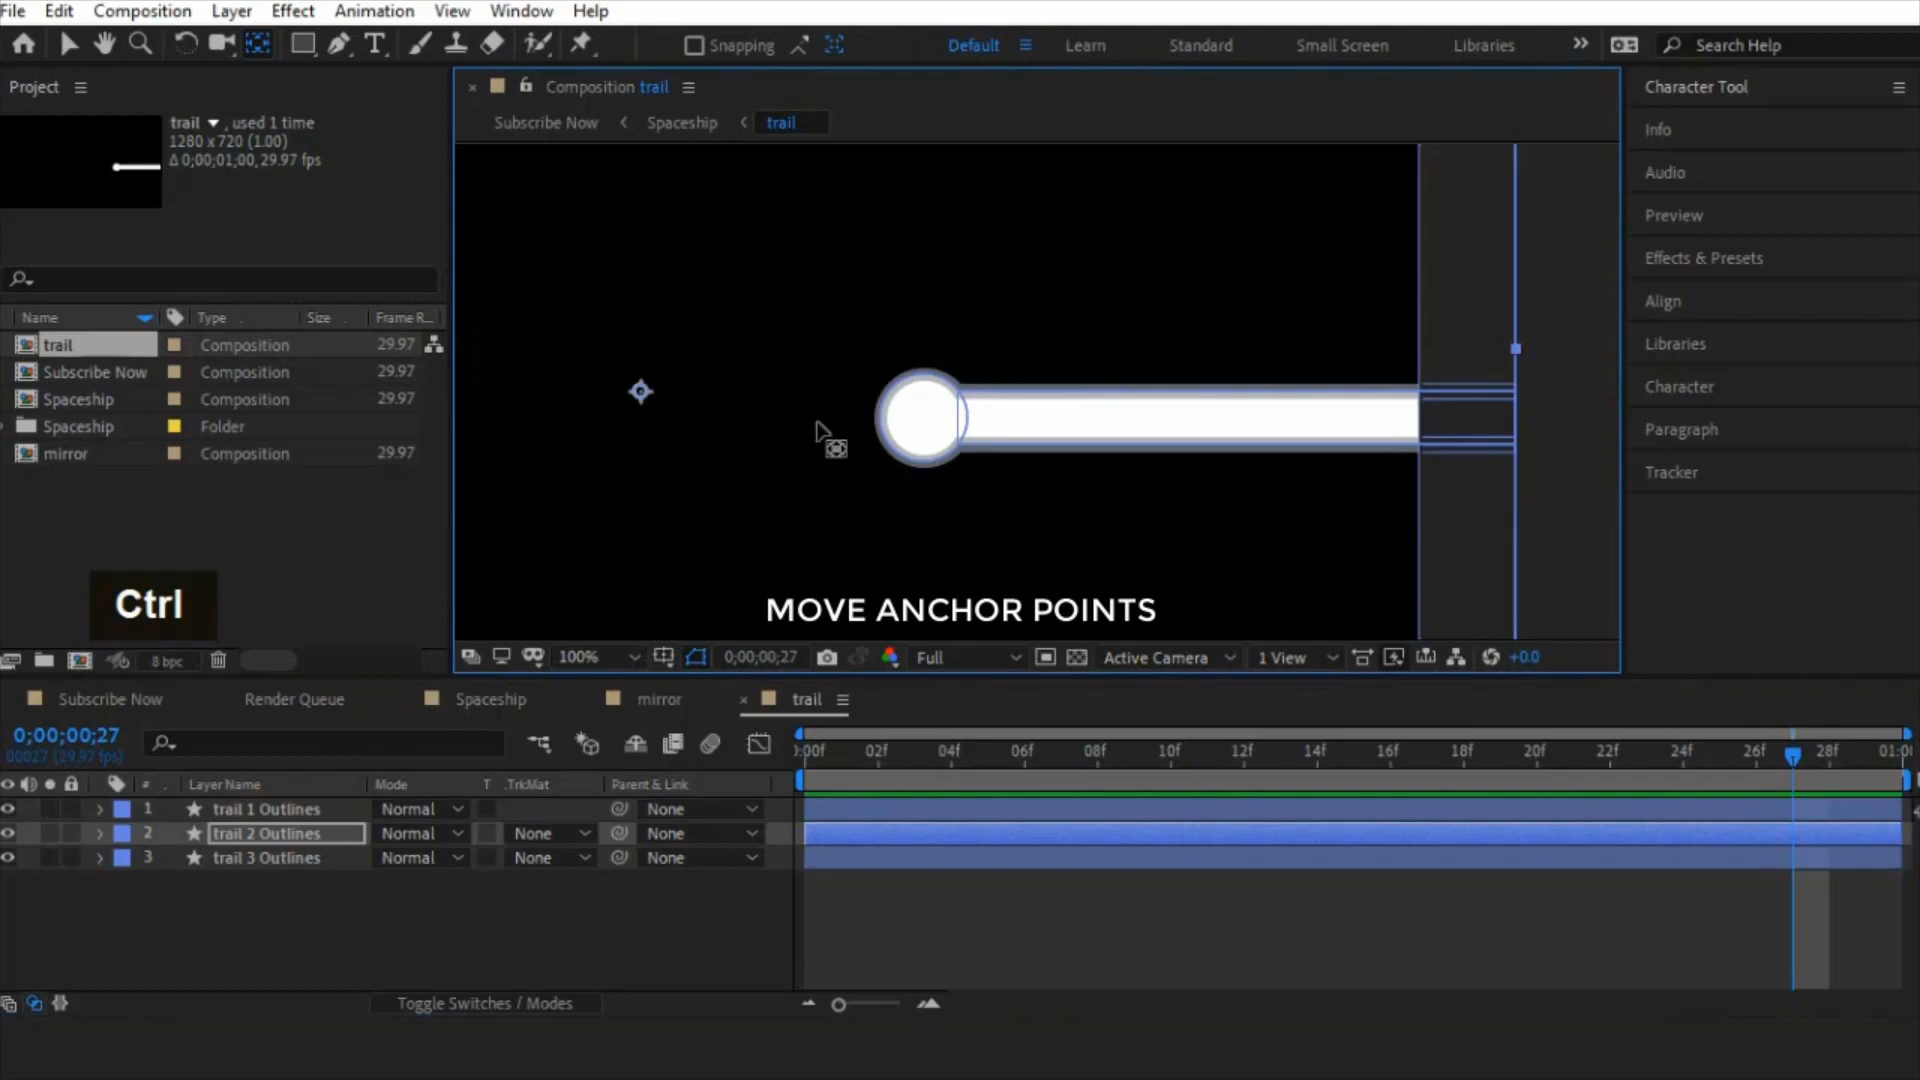 File Edit Composition Layer Effect Animation View Window Help
Snapping Default Learn Standard Small Screen Libraries Search Help
Project
trail , used 1 time
1280 x 720 (1.00)
Δ 0;00;01;00, 29.97 fps
Name Type Size Frame R...
trail Composition 29.97
Subscribe Now Composition 29.97
Spaceship Composition 29.97
Spaceship Folder
mirror Composition 29.97
Ctrl
8 bpc
Composition trail
Subscribe Now Spaceship trail
MOVE ANCHOR POINTS
100% 0;00;00;27 Full Active Camera 1 View +0.0
Character Tool
Info
Audio
Preview
Effects & Presets
Align
Libraries
Character
Paragraph
Tracker
Subscribe Now Render Queue Spaceship mirror trail
0;00;00;27
00027 (29.97 fps)
# Layer Name Mode T .TrkMat Parent & Link
1 trail 1 Outlines Normal None
2 trail 2 Outlines Normal None None
3 trail 3 Outlines Normal None None
):00f 02f 04f 06f 08f 10f 12f 14f 16f 18f 20f 22f 24f 26f 28f 01:0(
Toggle Switches / Modes